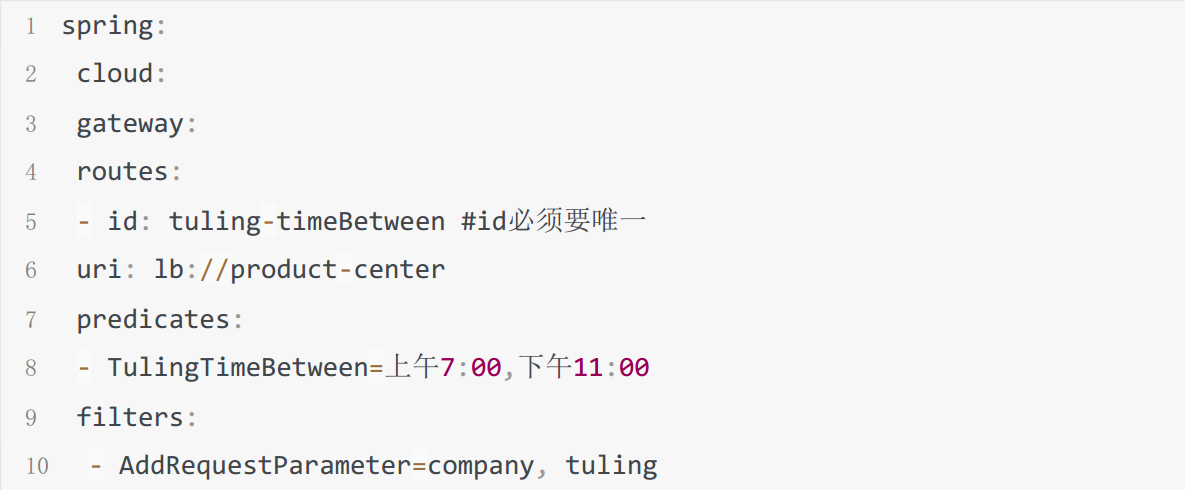 1 spring:
2 cloud:
3 gateway:
4 routes:
5 - id: tuling-timeBetween #id必须要唯一
6 uri: lb://product-center
7 predicates:
8 - TulingTimeBetween=上午7:00,下午11:00
9 filters:
10 - AddRequestParameter=company, tuling